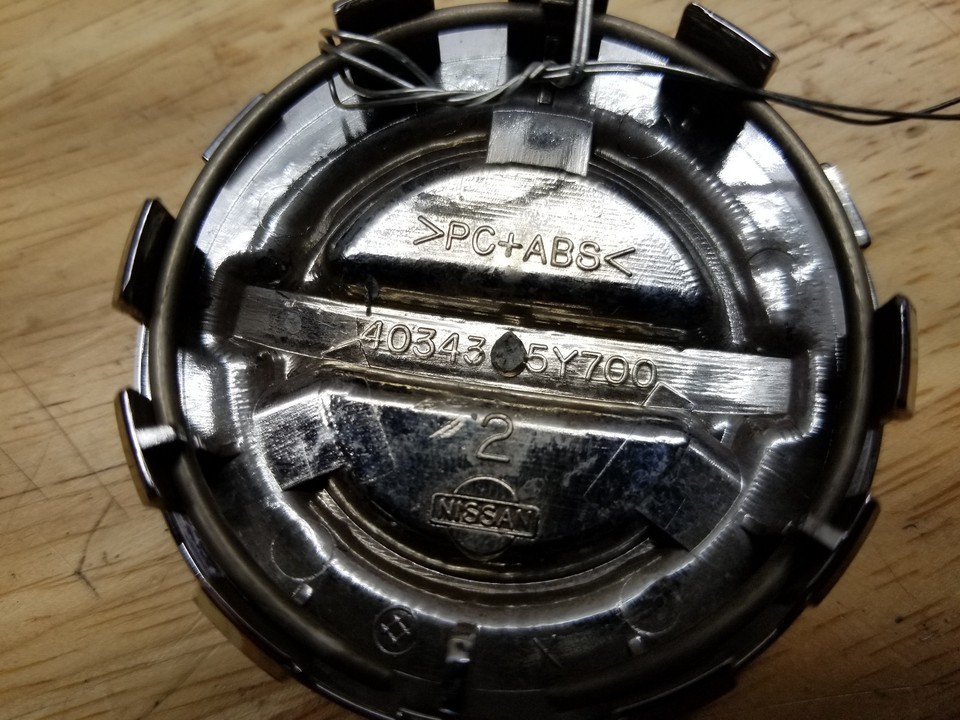 >PC+ABS<
40343 5Y700
2
NISSAN